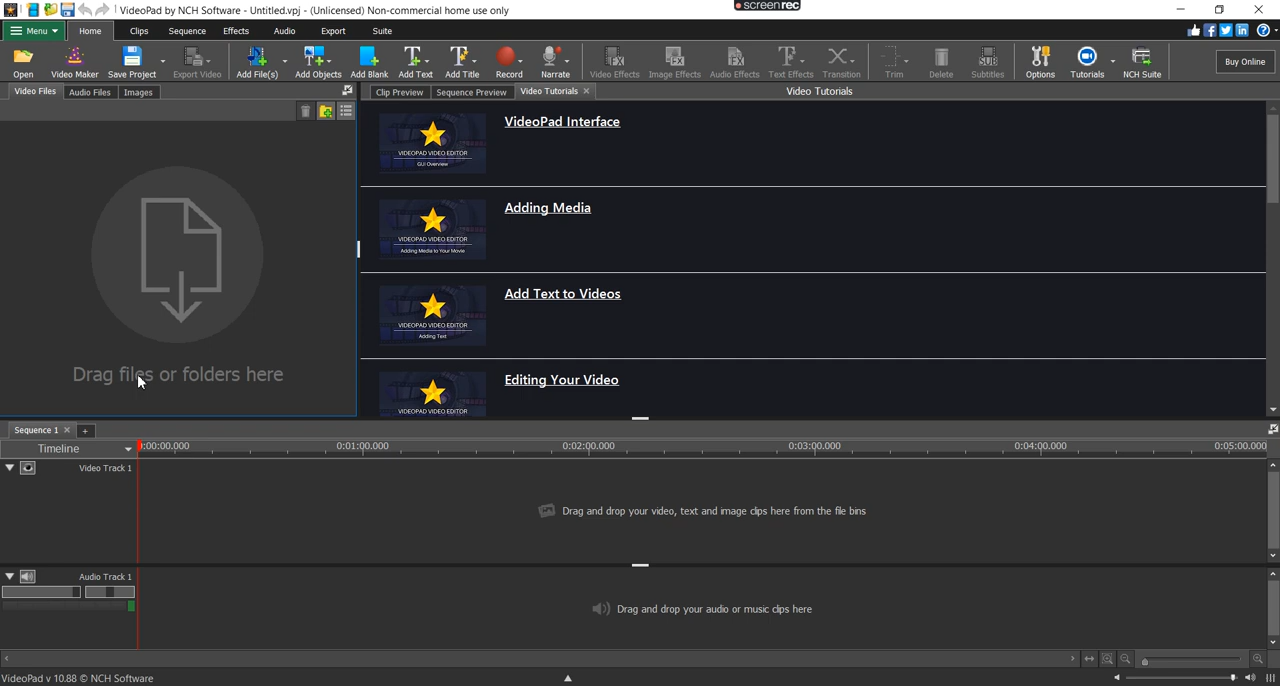 VideoPad by NCH Software - Untitled.vpj - (Unlicensed) Non-commercial home use only
screenrec
Menu Home Clips Sequence Effects Audio Export Suite
Open Video Maker Save Project Export Video Add File(s) Add Objects Add Blank Add Text Add Title Record Narrate Video Effects Image Effects Audio Effects Text Effects Transition Trim Delete Subtitles Options Tutorials NCH Suite Buy Online
Video Files Audio Files Images
Clip Preview Sequence Preview Video Tutorials Video Tutorials
VIDEOPAD VIDEO EDITOR
GUI Overview
VideoPad Interface
VIDEOPAD VIDEO EDITOR
Adding Media to Your Movie
Adding Media
VIDEOPAD VIDEO EDITOR
Adding Text
Add Text to Videos
VIDEOPAD VIDEO EDITOR
Editing Your Video
Drag files or folders here
Sequence 1
Timeline 0:00:00.000 0:01:00.000 0:02:00.000 0:03:00.000 0:04:00.000 0:05:00.000
Video Track 1
Drag and drop your video, text and image clips here from the file bins
Audio Track 1
Drag and drop your audio or music clips here
VideoPad v 10.88 © NCH Software